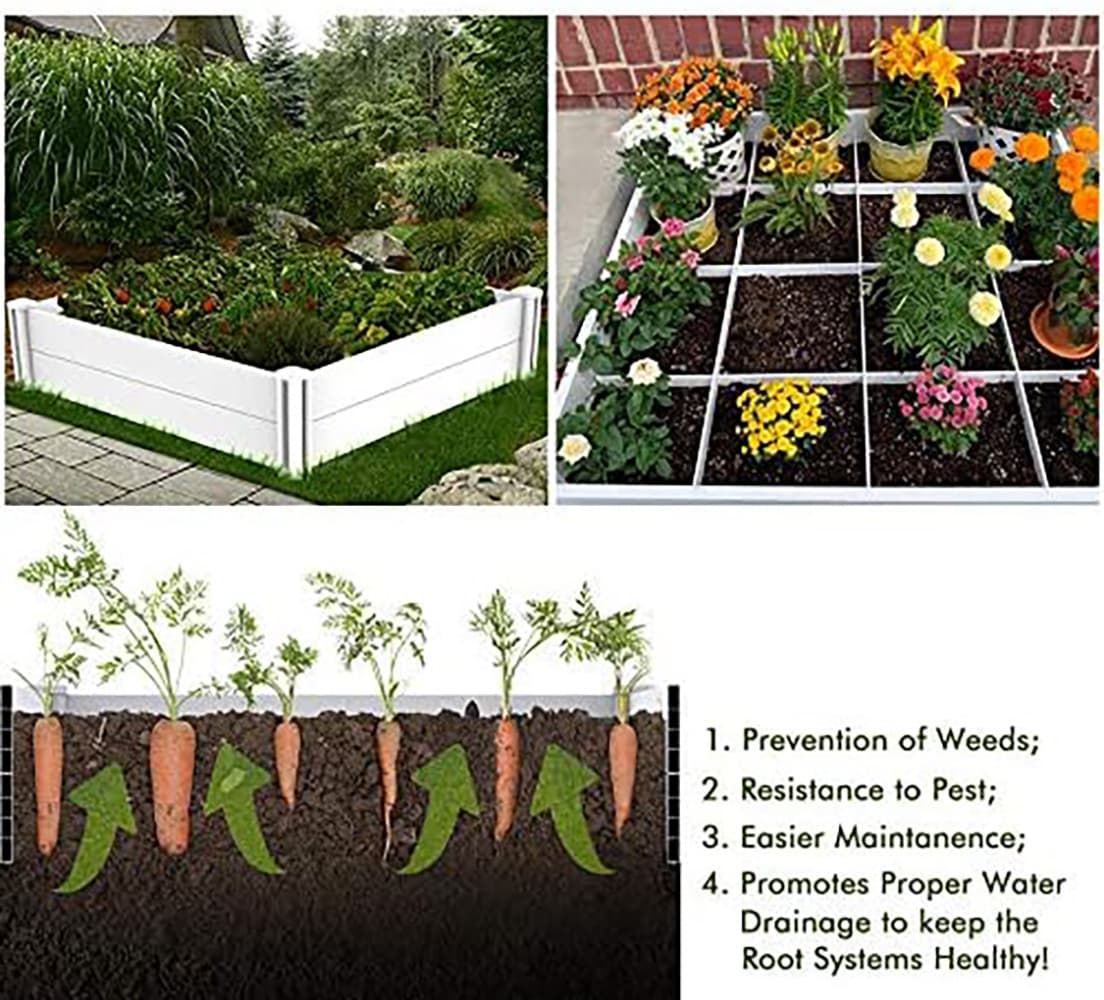 1. Prevention of Weeds;
2. Resistance to Pest;
3. Easier Maintanence;
4. Promotes Proper Water
Drainage to keep the
Root Systems Healthy!